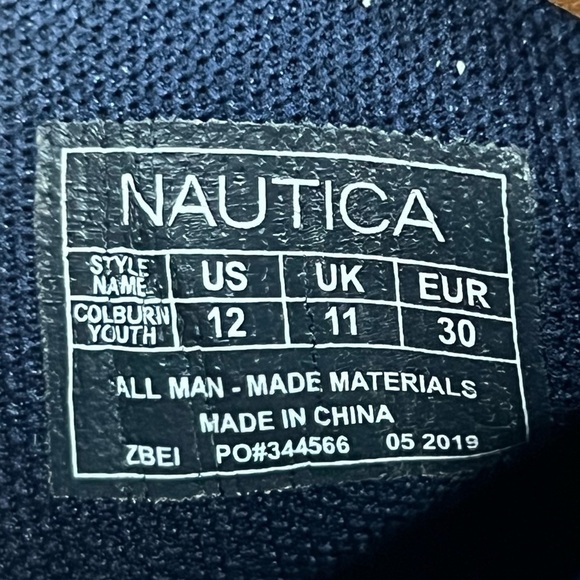 NAUTICA
STYLE NAME US UK EUR
COLBURN YOUTH 12 11 30
ALL MAN - MADE MATERIALS
MADE IN CHINA
ZBEI PO#344566 05 2019